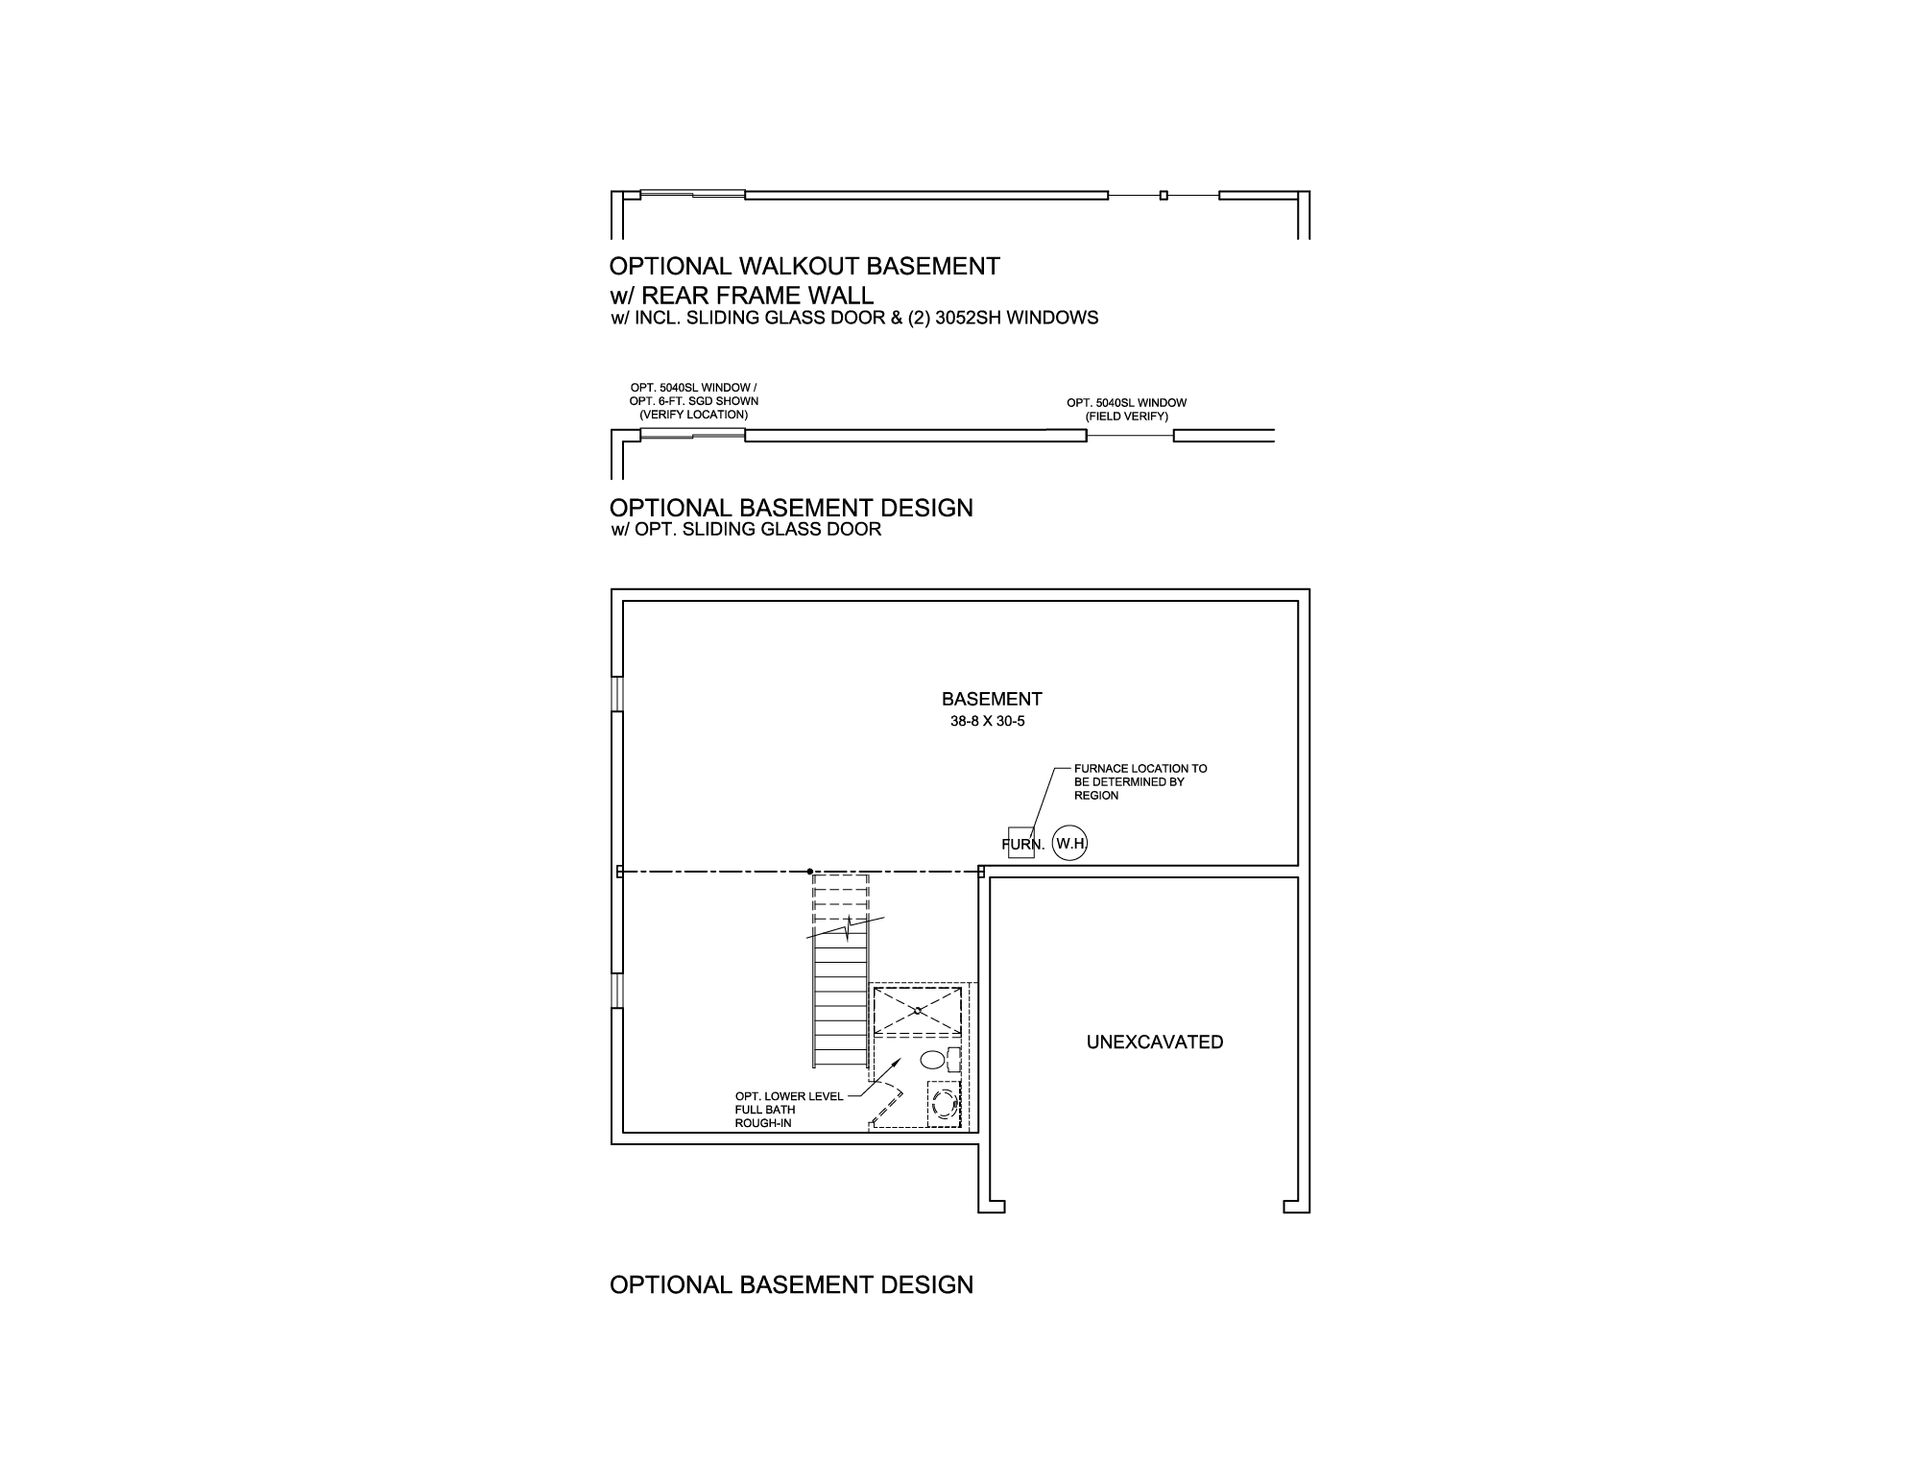 OPTIONAL WALKOUT BASEMENT
w/ REAR FRAME WALL
w/ INCL. SLIDING GLASS DOOR & (2) 3052SH WINDOWS
OPT. 5040SL WINDOW /
OPT. 6-FT. SGD SHOWN
(VERIFY LOCATION)
OPT. 5040SL WINDOW
(FIELD VERIFY)
OPTIONAL BASEMENT DESIGN
w/ OPT. SLIDING GLASS DOOR
BASEMENT
38-8 X 30-5
FURNACE LOCATION TO
BE DETERMINED BY
REGION
FURN.
W.H.
UNEXCAVATED
OPT. LOWER LEVEL
FULL BATH
ROUGH-IN
OPTIONAL BASEMENT DESIGN